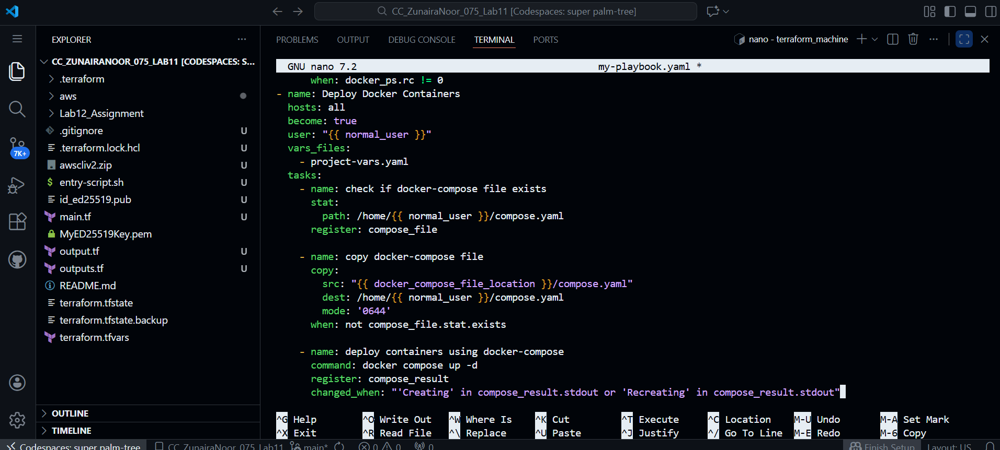 CC_ZunairaNoor_075_Lab11 [Codespaces: super palm-tree]
EXPLORER
CC_ZUNAIRANOOR_075_LAB11 [CODESPACES: S...
.terraform
aws
Lab12_Assignment
.gitignore U
.terraform.lock.hcl U
awscliv2.zip U
entry-script.sh U
id_ed25519.pub U
main.tf U
MyED25519Key.pem
output.tf U
outputs.tf U
README.md
terraform.tfstate
terraform.tfstate.backup
terraform.tfvars
OUTLINE
TIMELINE
7K+
PROBLEMS OUTPUT DEBUG CONSOLE TERMINAL PORTS
nano - terraform_machine
GNU nano 7.2 my-playbook.yaml *
when: docker_ps.rc != 0
- name: Deploy Docker Containers
hosts: all
become: true
user: "{{ normal_user }}"
vars_files:
- project-vars.yaml
tasks:
- name: check if docker-compose file exists
stat:
path: /home/{{ normal_user }}/compose.yaml
register: compose_file
- name: copy docker-compose file
copy:
src: "{{ docker_compose_file_location }}/compose.yaml"
dest: /home/{{ normal_user }}/compose.yaml
mode: '0644'
when: not compose_file.stat.exists
- name: deploy containers using docker-compose
command: docker compose up -d
register: compose_result
changed_when: "'Creating' in compose_result.stdout or 'Recreating' in compose_result.stdout"
^G Help ^O Write Out ^W Where Is ^K Cut ^T Execute ^C Location M-U Undo M-A Set Mark
^X Exit ^R Read File ^\ Replace ^U Paste ^J Justify ^/ Go To Line M-E Redo M-6 Copy
Codespaces: super palm-tree CC_ZunairaNoor_075_Lab11 main* 0 0 0 Finish Setup Layout: US